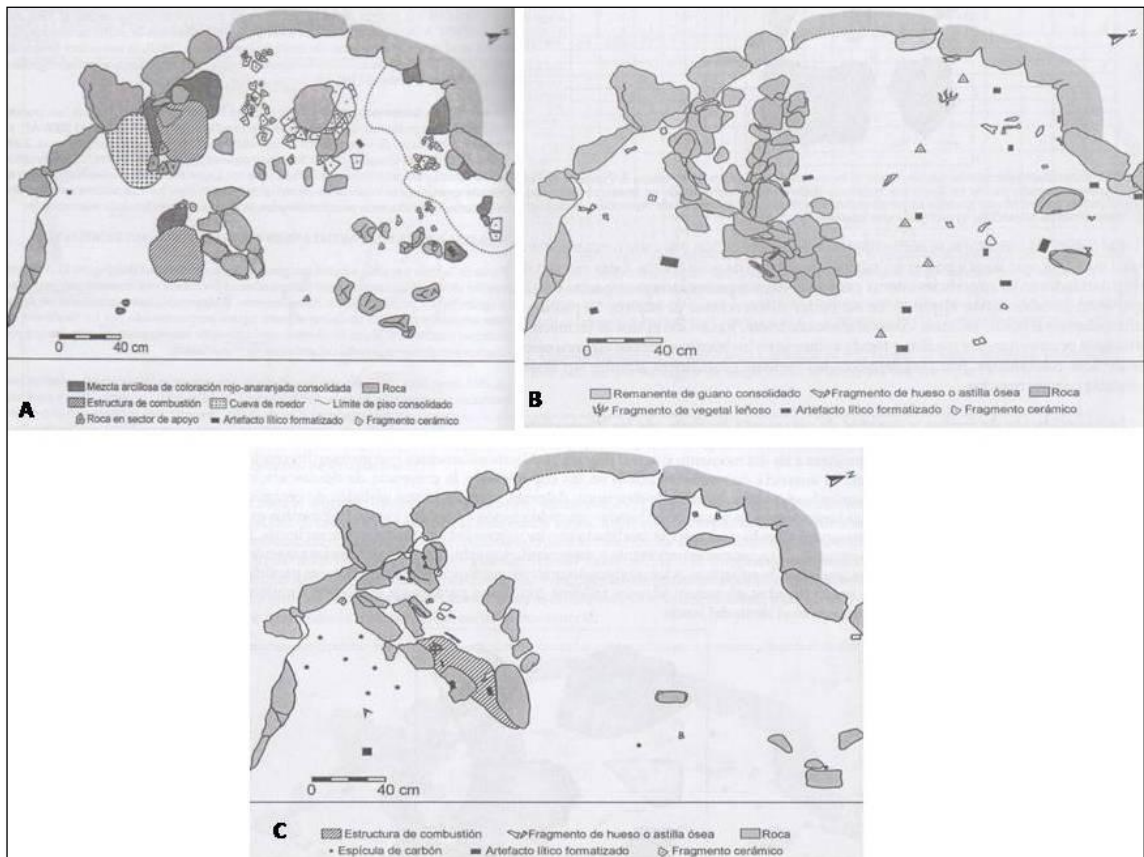 N
0 40 cm
Mezcla arcillosa de coloración rojo-anaranjada consolidada Roca
Estructura de combustión Cueva de roedor Límite de piso consolidado
Roca en sector de apoyo Artefacto lítico formatizado Fragmento cerámico
A
N
0 40 cm
Remanente de guano consolidado Fragmento de hueso o astilla ósea Roca
Fragmento de vegetal leñoso Artefacto lítico formatizado Fragmento cerámico
B
N
0 40 cm
Estructura de combustión Fragmento de hueso o astilla ósea Roca
Espícula de carbón Artefacto lítico formatizado Fragmento cerámico
C